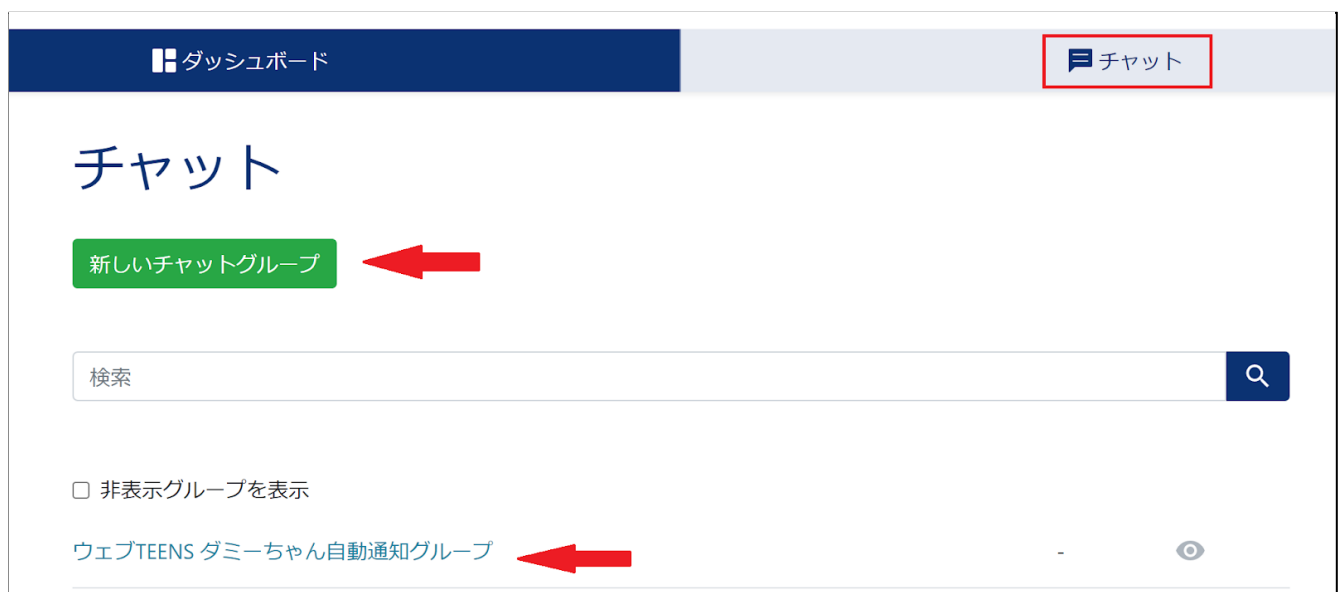 ダッシュボード チャット
チャット
新しいチャットグループ
検索
非表示グループを表示
ウェブTEENS ダミーちゃん自動通知グループ -